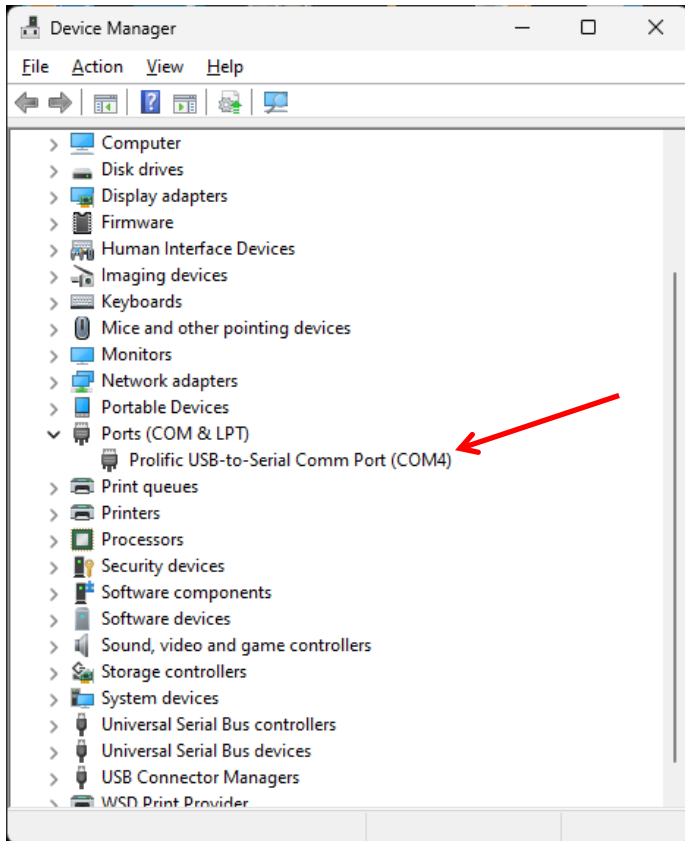 Device Manager
File Action View Help
Computer
Disk drives
Display adapters
Firmware
Human Interface Devices
Imaging devices
Keyboards
Mice and other pointing devices
Monitors
Network adapters
Portable Devices
Ports (COM & LPT)
Prolific USB-to-Serial Comm Port (COM4)
Print queues
Printers
Processors
Security devices
Software components
Software devices
Sound, video and game controllers
Storage controllers
System devices
Universal Serial Bus controllers
Universal Serial Bus devices
USB Connector Managers
WSD Print Provider